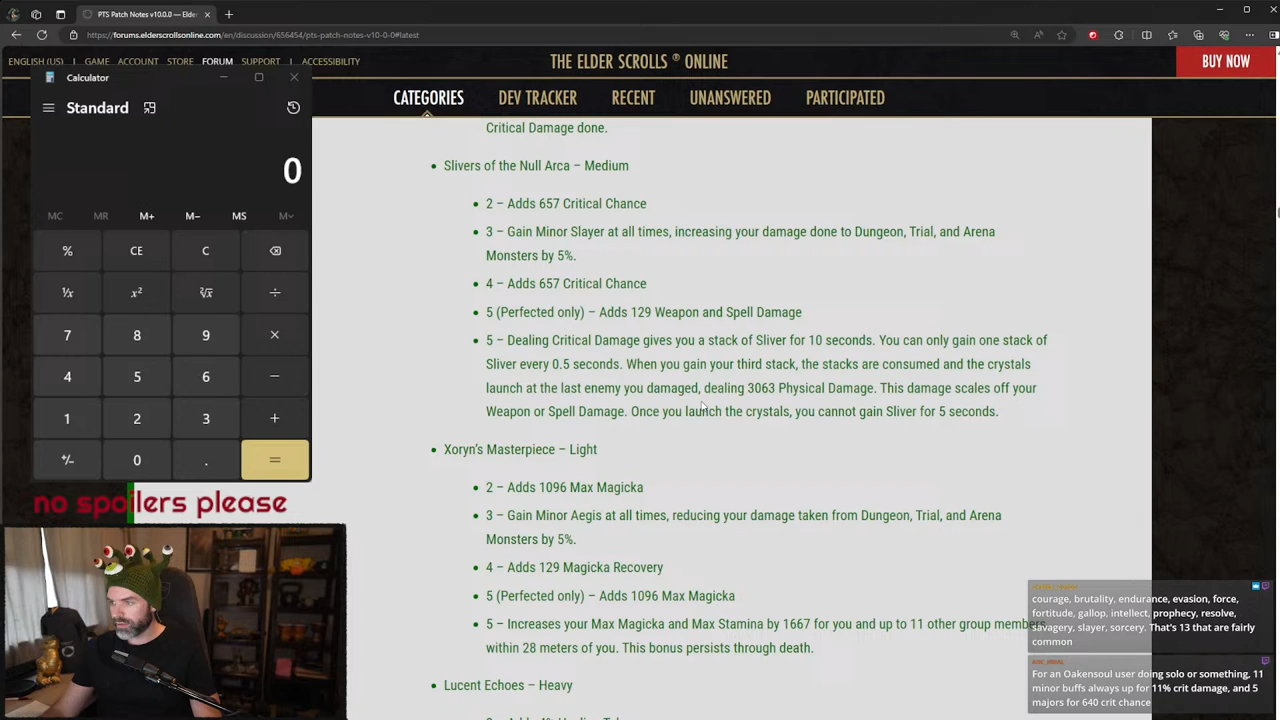 PTS Patch Notes v10.0.0 — Elder
https://forums.elderscrollsonline.com/en/discussion/656454/pts-patch-notes-v10-0-0#latest
ENGLISH (US) | GAME ACCOUNT STORE FORUM SUPPORT | ACCESSIBILITY
THE ELDER SCROLLS ® ONLINE
BUY NOW
CATEGORIES DEV TRACKER RECENT UNANSWERED PARTICIPATED
Calculator
Standard
0
MC MR M+ M− MS M˅
% CE C
¹/x x² ²√x ÷
7 8 9 ×
4 5 6 −
1 2 3 +
+/− 0 . =
no spoilers please
Critical Damage done.
• Slivers of the Null Arca – Medium
• 2 – Adds 657 Critical Chance
• 3 – Gain Minor Slayer at all times, increasing your damage done to Dungeon, Trial, and Arena
Monsters by 5%.
• 4 – Adds 657 Critical Chance
• 5 (Perfected only) – Adds 129 Weapon and Spell Damage
• 5 – Dealing Critical Damage gives you a stack of Sliver for 10 seconds. You can only gain one stack of
Sliver every 0.5 seconds. When you gain your third stack, the stacks are consumed and the crystals
launch at the last enemy you damaged, dealing 3063 Physical Damage. This damage scales off your
Weapon or Spell Damage. Once you launch the crystals, you cannot gain Sliver for 5 seconds.
• Xoryn’s Masterpiece – Light
• 2 – Adds 1096 Max Magicka
• 3 – Gain Minor Aegis at all times, reducing your damage taken from Dungeon, Trial, and Arena
Monsters by 5%.
• 4 – Adds 129 Magicka Recovery
• 5 (Perfected only) – Adds 1096 Max Magicka
• 5 – Increases your Max Magicka and Max Stamina by 1667 for you and up to 11 other group members
within 28 meters of you. This bonus persists through death.
• Lucent Echoes – Heavy
courage, brutality, endurance, evasion, force,
fortitude, gallop, intellect, prophecy, resolve,
savagery, slayer, sorcery. That's 13 that are fairly
common
For an Oakensoul user doing solo or something, 11
minor buffs always up for 11% crit damage, and 5
majors for 640 crit chance